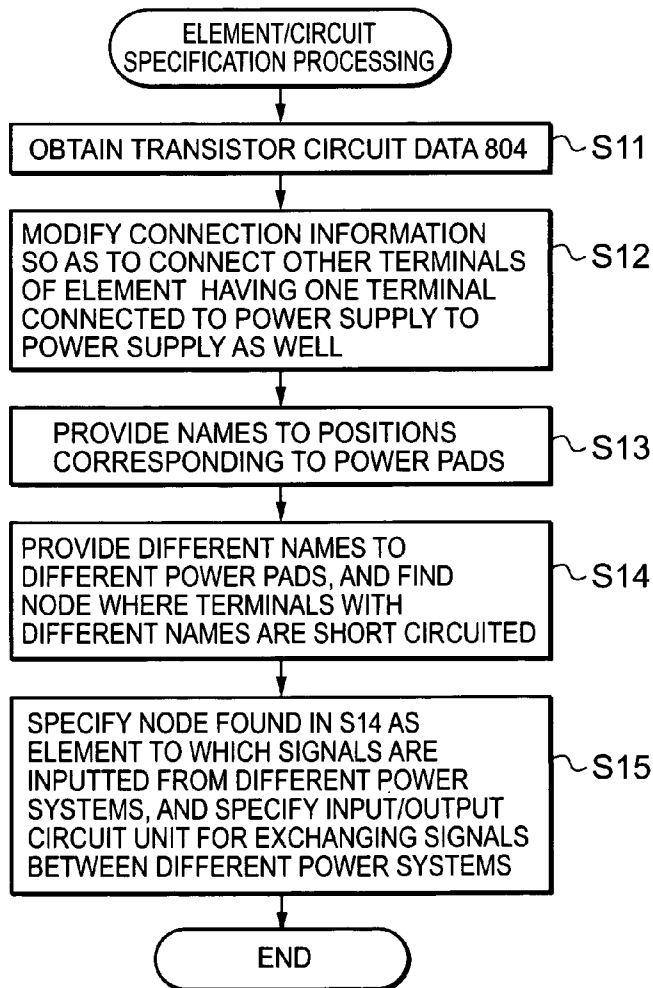 ELEMENT/CIRCUIT
SPECIFICATION PROCESSING
OBTAIN TRANSISTOR CIRCUIT DATA 804
S11
MODIFY CONNECTION INFORMATION
SO AS TO CONNECT OTHER TERMINALS
OF ELEMENT HAVING ONE TERMINAL
CONNECTED TO POWER SUPPLY TO
POWER SUPPLY AS WELL
S12
PROVIDE NAMES TO POSITIONS
CORRESPONDING TO POWER PADS
S13
PROVIDE DIFFERENT NAMES TO
DIFFERENT POWER PADS, AND FIND
NODE WHERE TERMINALS WITH
DIFFERENT NAMES ARE SHORT CIRCUITED
S14
SPECIFY NODE FOUND IN S14 AS
ELEMENT TO WHICH SIGNALS ARE
INPUTTED FROM DIFFERENT POWER
SYSTEMS, AND SPECIFY INPUT/OUTPUT
CIRCUIT UNIT FOR EXCHANGING SIGNALS
BETWEEN DIFFERENT POWER SYSTEMS
S15
END